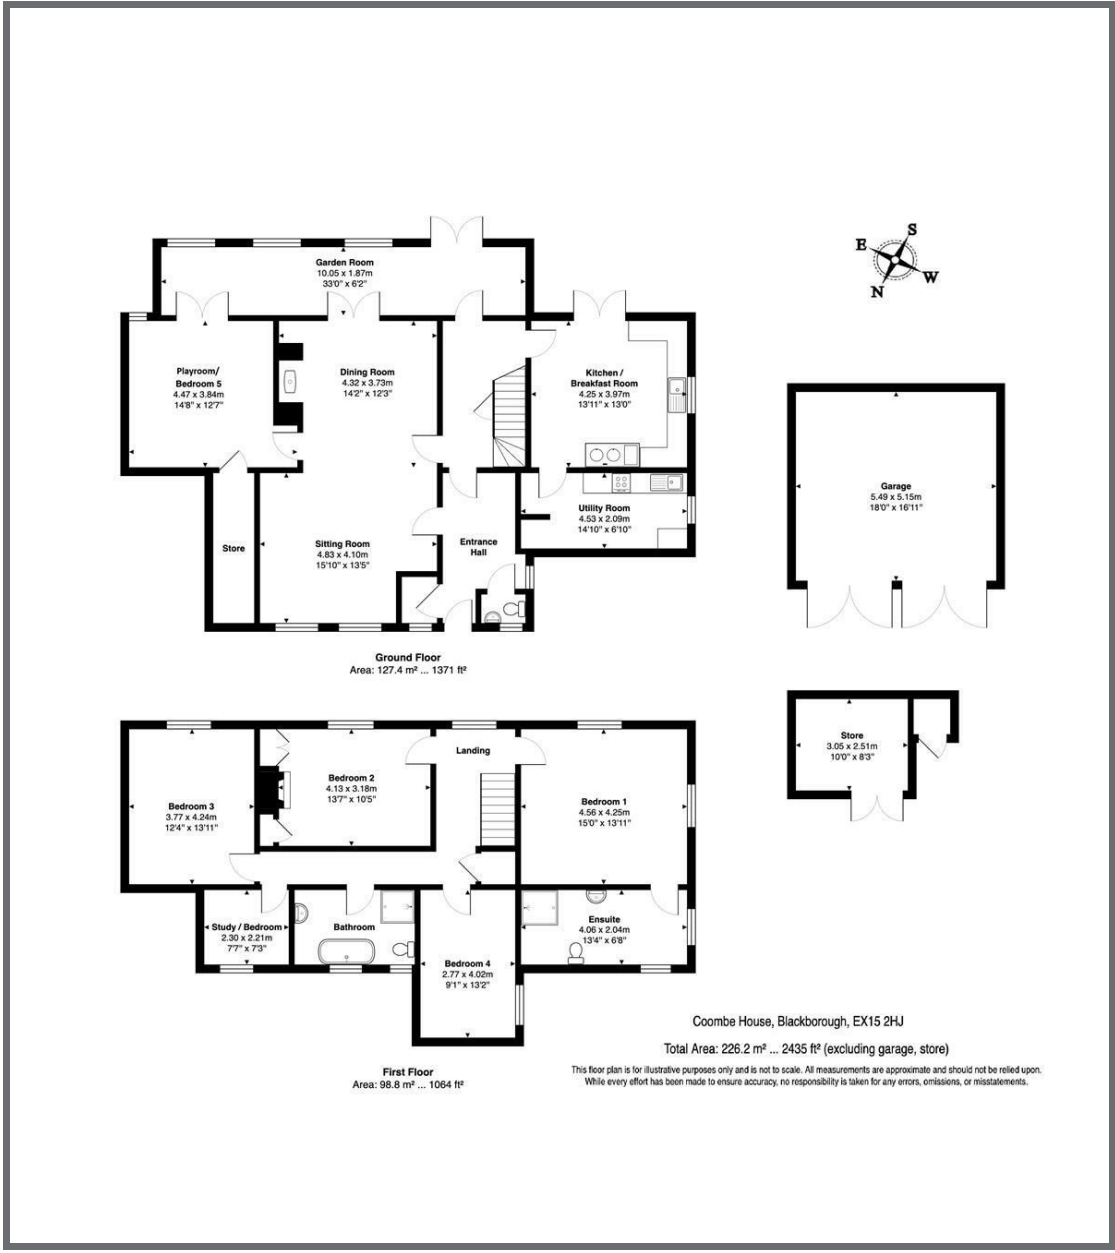 Garden Room
10.05 x 1.87m
33'0" x 6'2"
S
E
W
N
Playroom/
Bedroom 5
4.47 x 3.84m
14'8" x 12'7"
Dining Room
4.32 x 3.73m
14'2" x 12'3"
Kitchen /
Breakfast Room
4.25 x 3.97m
13'11" x 13'0"
Garage
5.49 x 5.15m
18'0" x 16'11"
Utility Room
4.53 x 2.09m
14'10" x 6'10"
Store
Sitting Room
4.83 x 4.10m
15'10" x 13'5"
Entrance
Hall
Ground Floor
Area: 127.4 m² ... 1371 ft²
Store
3.05 x 2.51m
10'0" x 8'3"
Landing
Bedroom 2
4.13 x 3.18m
13'7" x 10'5"
Bedroom 3
3.77 x 4.24m
12'4" x 13'11"
Bedroom 1
4.56 x 4.25m
15'0" x 13'11"
Study / Bedroom
2.30 x 2.21m
7'7" x 7'3"
Bathroom
Ensuite
4.06 x 2.04m
13'4" x 6'8"
Bedroom 4
2.77 x 4.02m
9'1" x 13'2"
First Floor
Area: 98.8 m² ... 1064 ft²
Coombe House, Blackborough, EX15 2HJ
Total Area: 226.2 m² ... 2435 ft² (excluding garage, store)
This floor plan is for illustrative purposes only and is not to scale. All measurements are approximate and should not be relied upon.
While every effort has been made to ensure accuracy, no responsibility is taken for any errors, omissions, or misstatements.